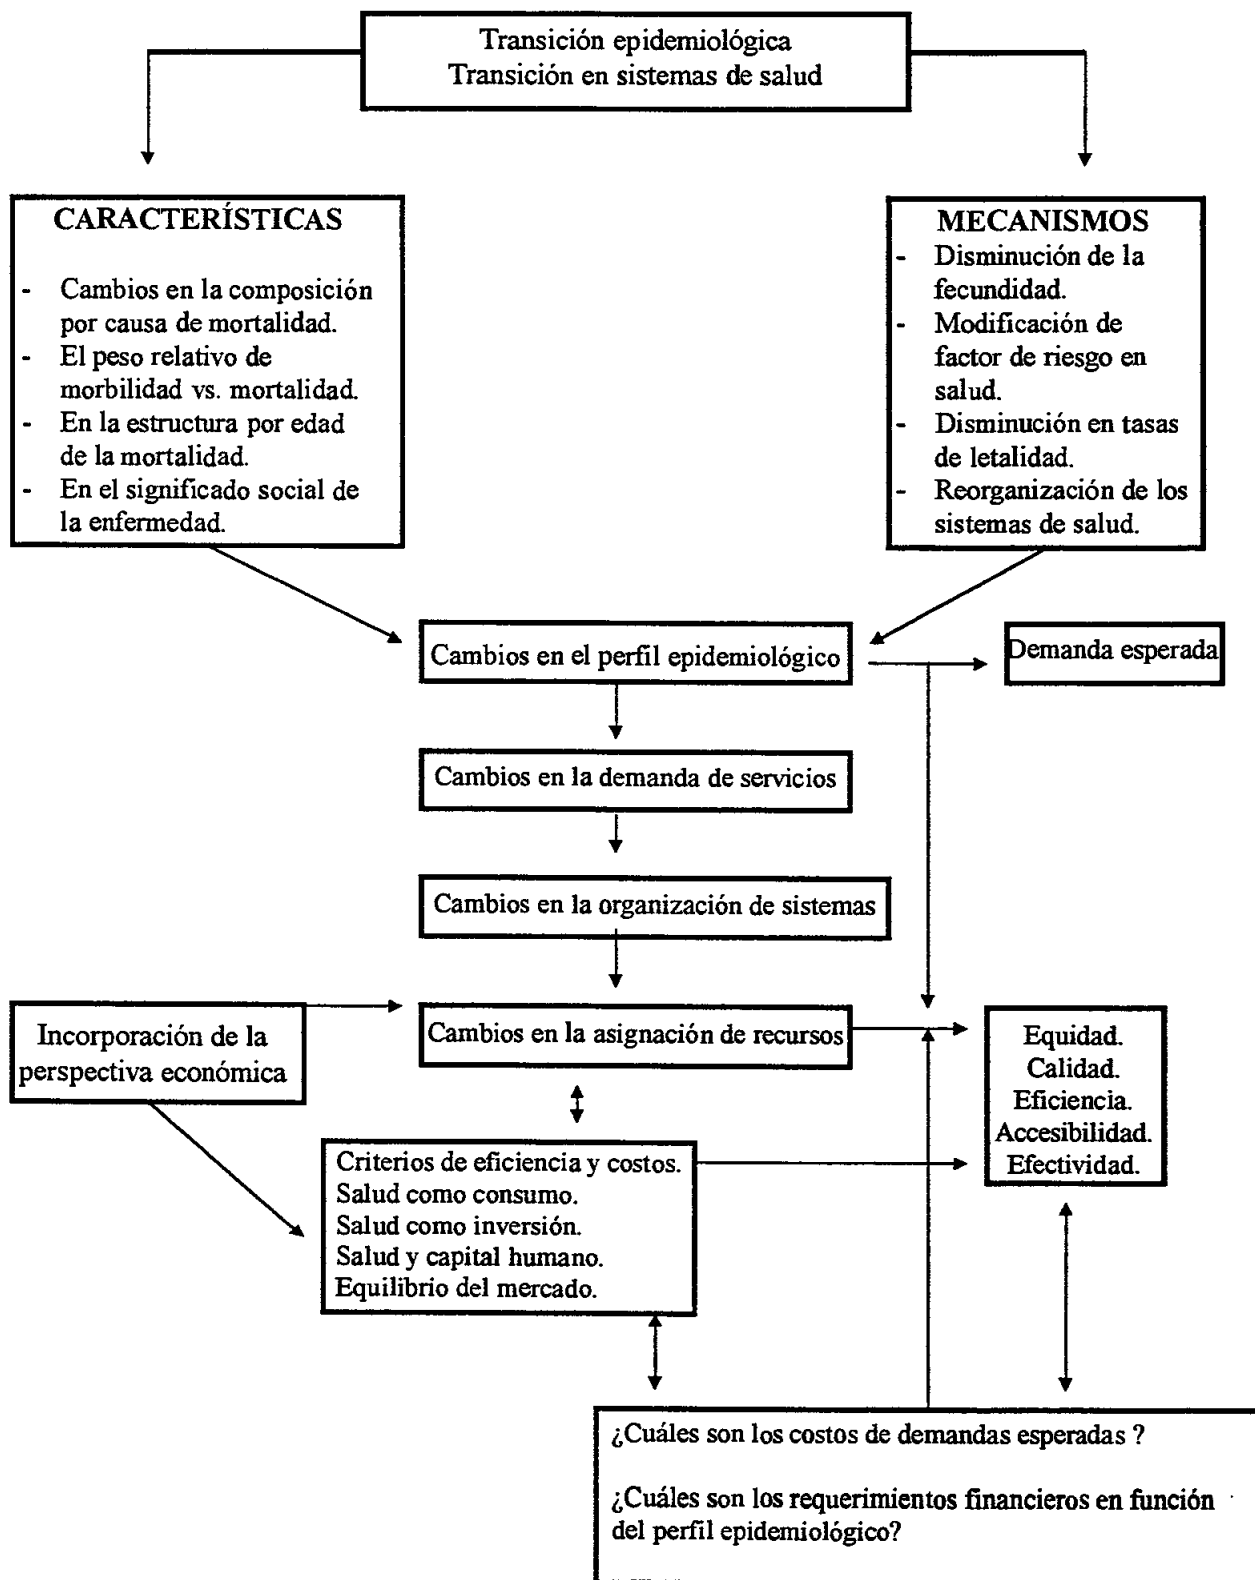 Transición epidemiológica
Transición en sistemas de salud
CARACTERÍSTICAS
- Cambios en la composición
por causa de mortalidad.
- El peso relativo de
morbilidad vs. mortalidad.
- En la estructura por edad
de la mortalidad.
- En el significado social de
la enfermedad.
MECANISMOS
- Disminución de la
fecundidad.
- Modificación de
factor de riesgo en
salud.
- Disminución en tasas
de letalidad.
- Reorganización de los
sistemas de salud.
Cambios en el perfil epidemiológico
Demanda esperada
Cambios en la demanda de servicios
Cambios en la organización de sistemas
Incorporación de la
perspectiva económica
Cambios en la asignación de recursos
Equidad.
Calidad.
Eficiencia.
Accesibilidad.
Efectividad.
Criterios de eficiencia y costos.
Salud como consumo.
Salud como inversión.
Salud y capital humano.
Equilibrio del mercado.
¿Cuáles son los costos de demandas esperadas ?
¿Cuáles son los requerimientos financieros en función
del perfil epidemiológico?